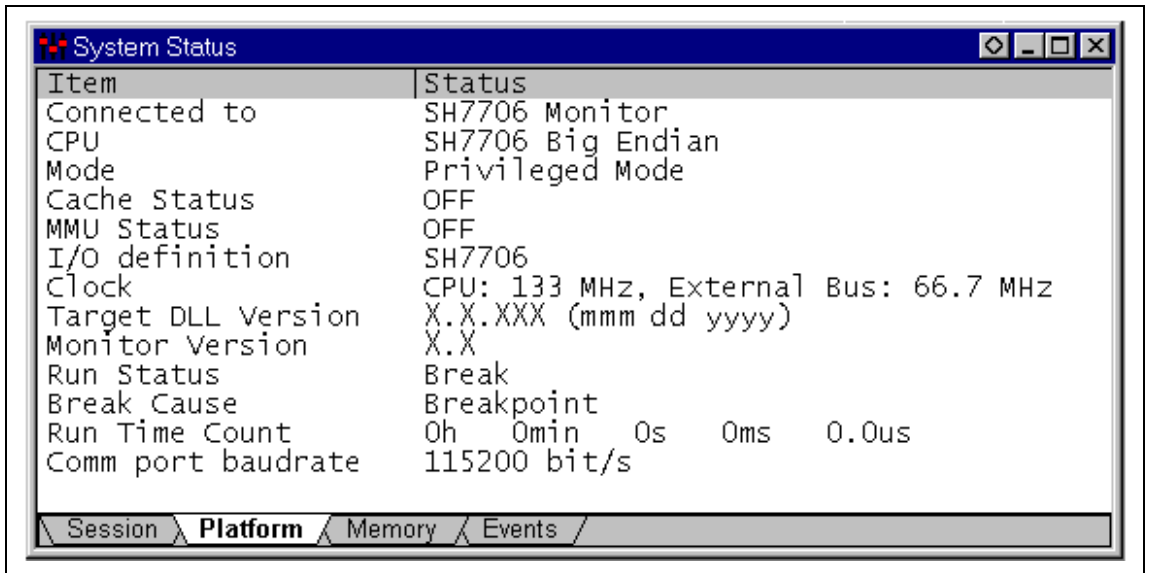 System Status
Item Status
Connected to SH7706 Monitor
CPU SH7706 Big Endian
Mode Privileged Mode
Cache Status OFF
MMU Status OFF
I/O definition SH7706
Clock CPU: 133 MHz, External Bus: 66.7 MHz
Target DLL Version X.X.XXX (mmm dd yyyy)
Monitor Version X.X
Run Status Break
Break Cause Breakpoint
Run Time Count 0h 0min 0s 0ms 0.0us
Comm port baudrate 115200 bit/s
Session Platform Memory Events